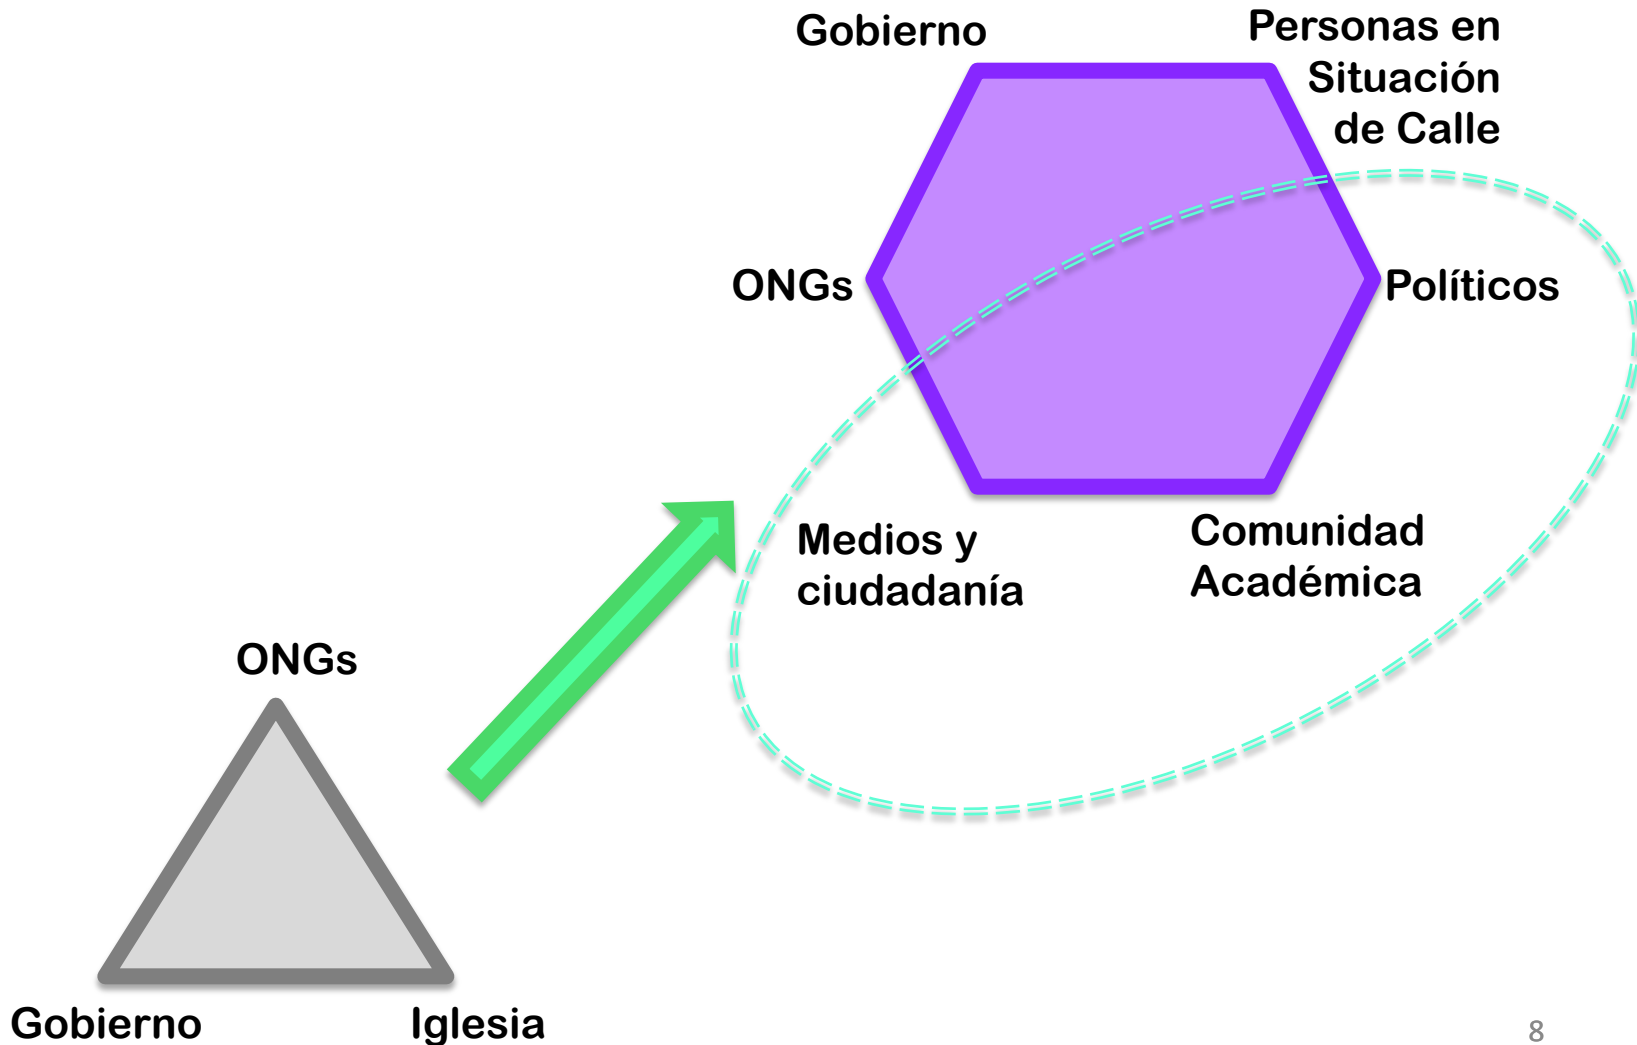 Gobierno
Personas en
Situación
de Calle
ONGs
Políticos
Medios y
ciudadanía
Comunidad
Académica
ONGs
Gobierno
Iglesia
8